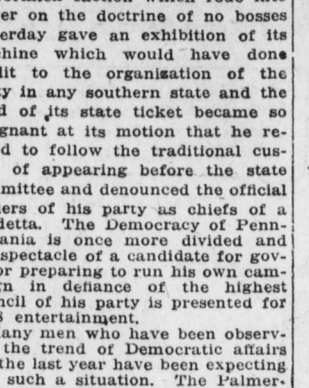 er on the doctrine of no bosses
erday gave an exhibition of its
chine which would have done
dit to the organization of the
ty in any southern state and the
d of its state ticket became so
gnant at its motion that he re-
d to follow the traditional cus-
of appearing before the state
mmittee and denounced the official
ers of his party as chiefs of a
detta. The Democracy of Penn-
ania is once more divided and
spectacle of a candidate for gov-
or preparing to run his own cam-
gn in defiance of the highest
ncil of his party is presented for
s entertainment.
any men who have been observ-
the trend of Democratic affairs
the last year have been expecting
such a situation. The Palmer-